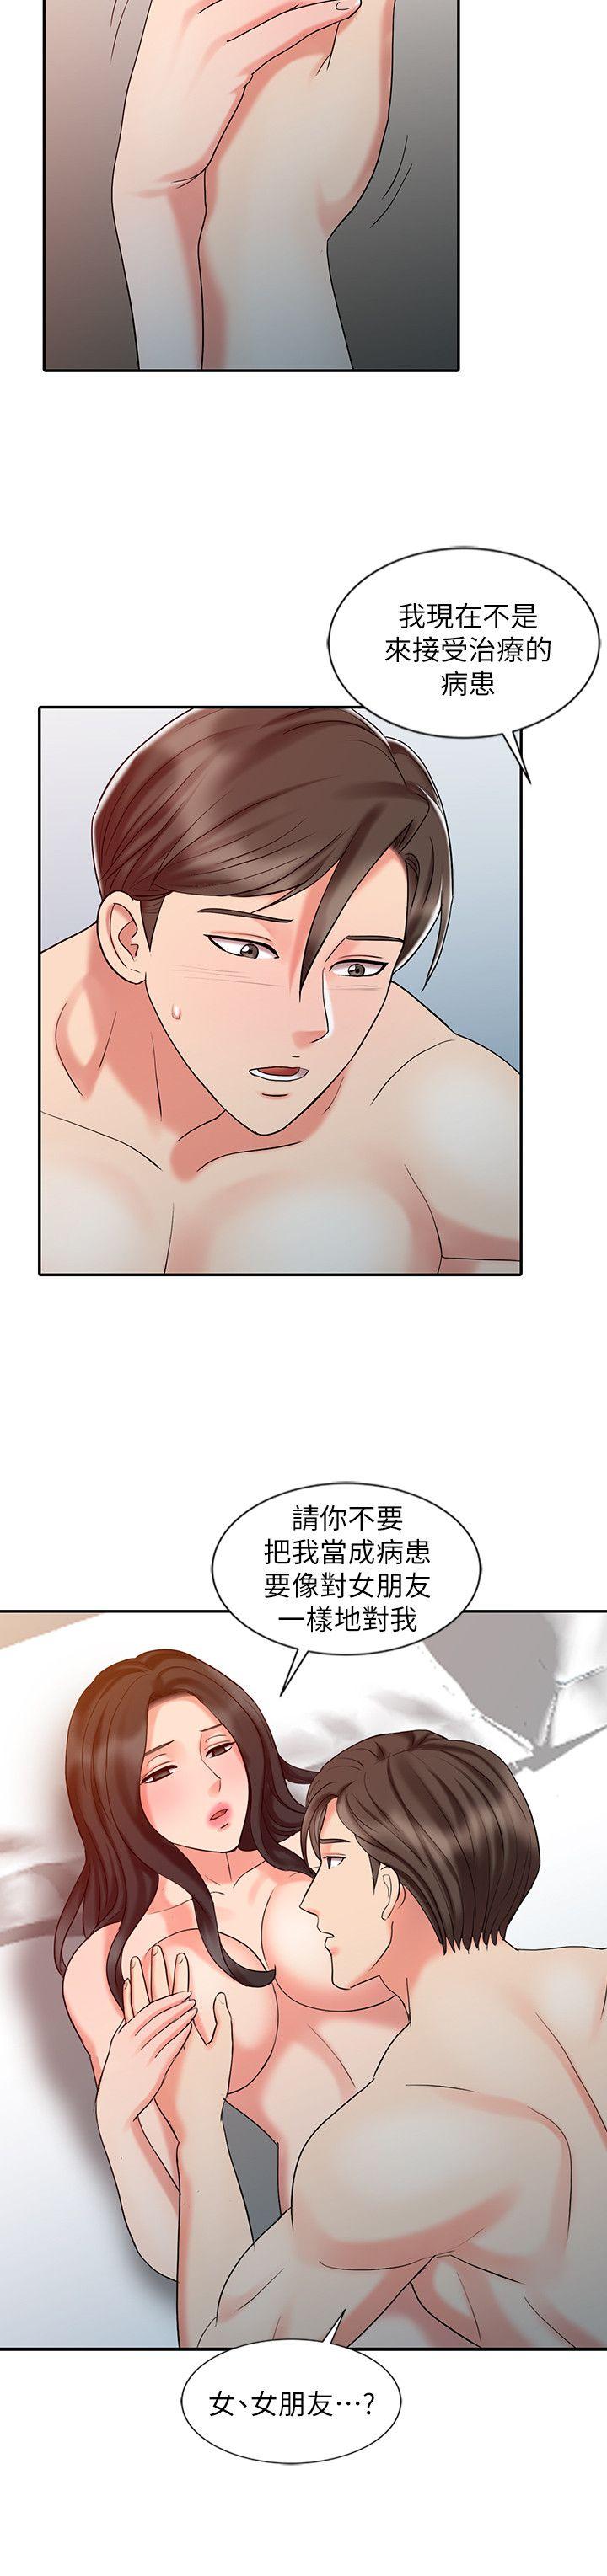 我現在不是
來接受治療的
病患
請你不要
把我當成病患
要像對女朋友
一樣地對我
女、女朋友…?